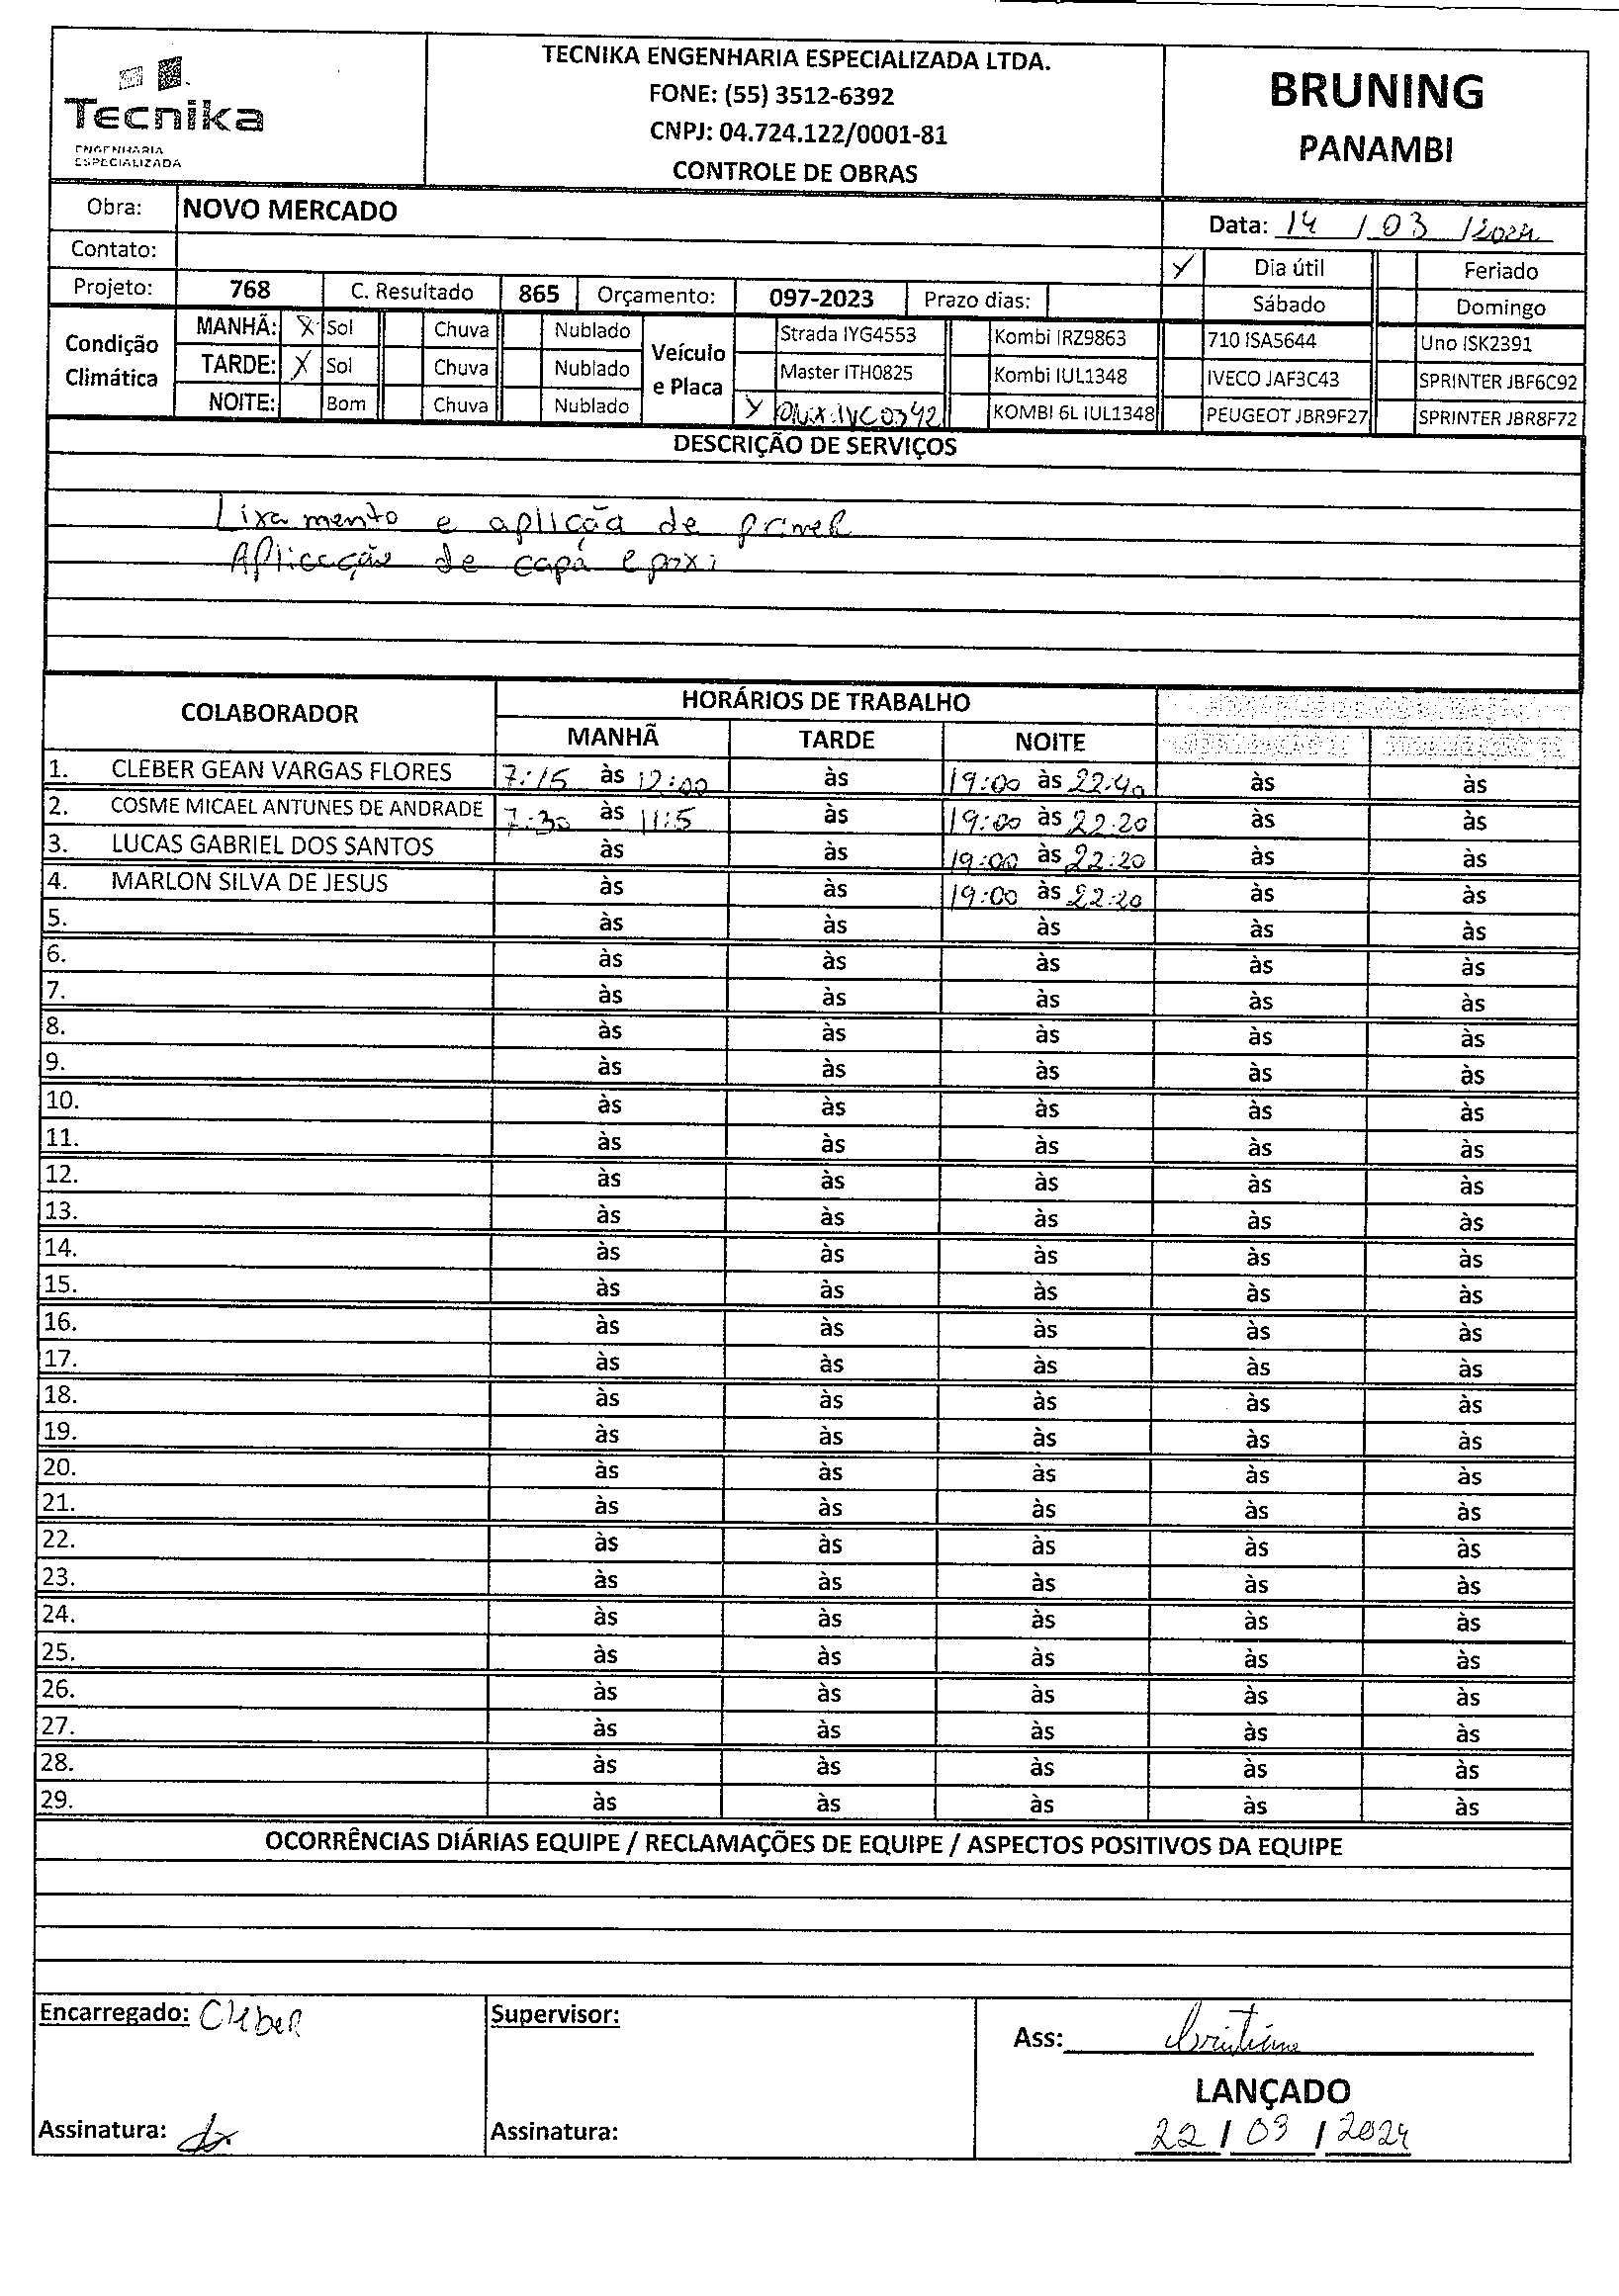 TECNIKA ENGENHARIA ESPECIALIZADA LTDA.
FONE: (55) 3512-6392
CNPJ: 04.724.122/0001-81
CONTROLE DE OBRAS
Tecnika
ENGENHARIA
ESPECIALIZADA
BRUNING
PANAMBI
Obra: NOVO MERCADO
Data: 14 / 03 / 2024
Contato:
Y Dia útil Feriado
Projeto: 768 C. Resultado 865 Orçamento: 097-2023 Prazo dias: Sábado Domingo
Condição Climática
MANHÃ: X Sol Chuva Nublado
TARDE: X Sol Chuva Nublado
NOITE: Bom Chuva Nublado
Veículo e Placa
Strada IYG4553 Kombi IRZ9863 710 ISA5644 Uno ISK2391
Master ITH0825 Kombi IUL1348 IVECO JAF3C43 SPRINTER JBF6C92
Y Onix:IVC0342 KOMBI 6L IUL1348 PEUGEOT JBR9F27 SPRINTER JBR8F72
DESCRIÇÃO DE SERVIÇOS
Lixamento e aplicão de primel
Aplicação de capa epoxi
COLABORADOR HORÁRIOS DE TRABALHO
MANHÃ TARDE NOITE
1. CLEBER GEAN VARGAS FLORES 7:15 às 12:00 às 19:00 às 22:40 às às
2. COSME MICAEL ANTUNES DE ANDRADE 7:30 às 11:5 às 19:00 às 22:20 às às
3. LUCAS GABRIEL DOS SANTOS às às 19:00 às 22:20 às às
4. MARLON SILVA DE JESUS às às 19:00 às 22:20 às às
5. às às às às às
6. às às às às às
7. às às às às às
8. às às às às às
9. às às às às às
10. às às às às às
11. às às às às às
12. às às às às às
13. às às às às às
14. às às às às às
15. às às às às às
16. às às às às às
17. às às às às às
18. às às às às às
19. às às às às às
20. às às às às às
21. às às às às às
22. às às às às às
23. às às às às às
24. às às às às às
25. às às às às às
26. às às às às às
27. às às às às às
28. às às às às às
29. às às às às às
OCORRÊNCIAS DIÁRIAS EQUIPE / RECLAMAÇÕES DE EQUIPE / ASPECTOS POSITIVOS DA EQUIPE
Encarregado: Cleber
Supervisor:
Ass: Cristiane
LANÇADO
Assinatura:
Assinatura:
22 / 03 / 2024